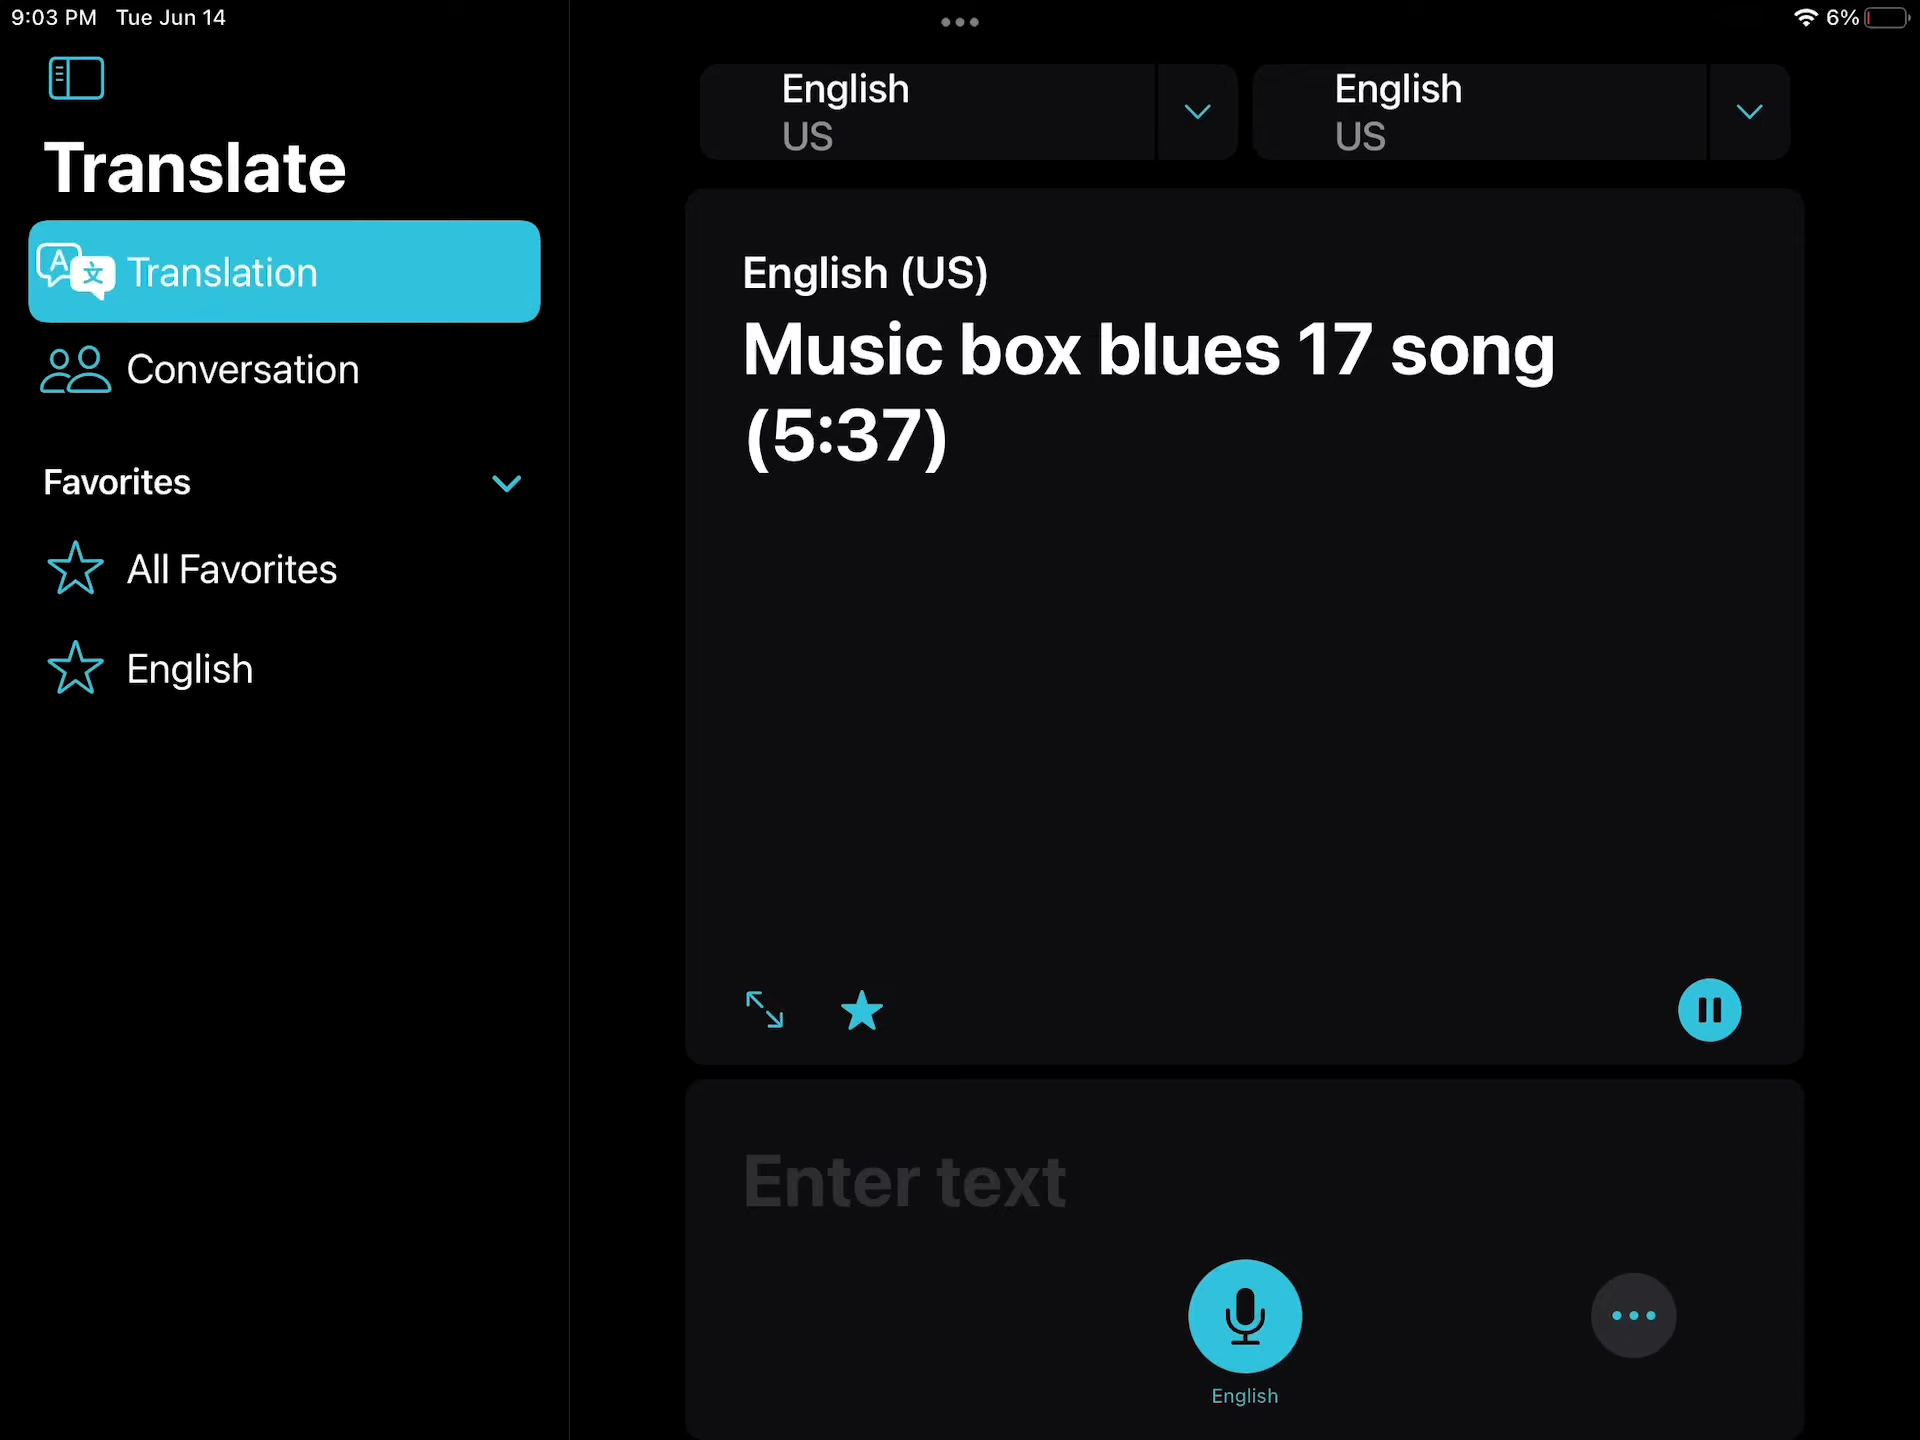 9:03 PM Tue Jun 14
6%
Translate
Translation
Conversation
Favorites
All Favorites
English
English
US
English
US
English (US)
Music box blues 17 song
(5:37)
Enter text
English